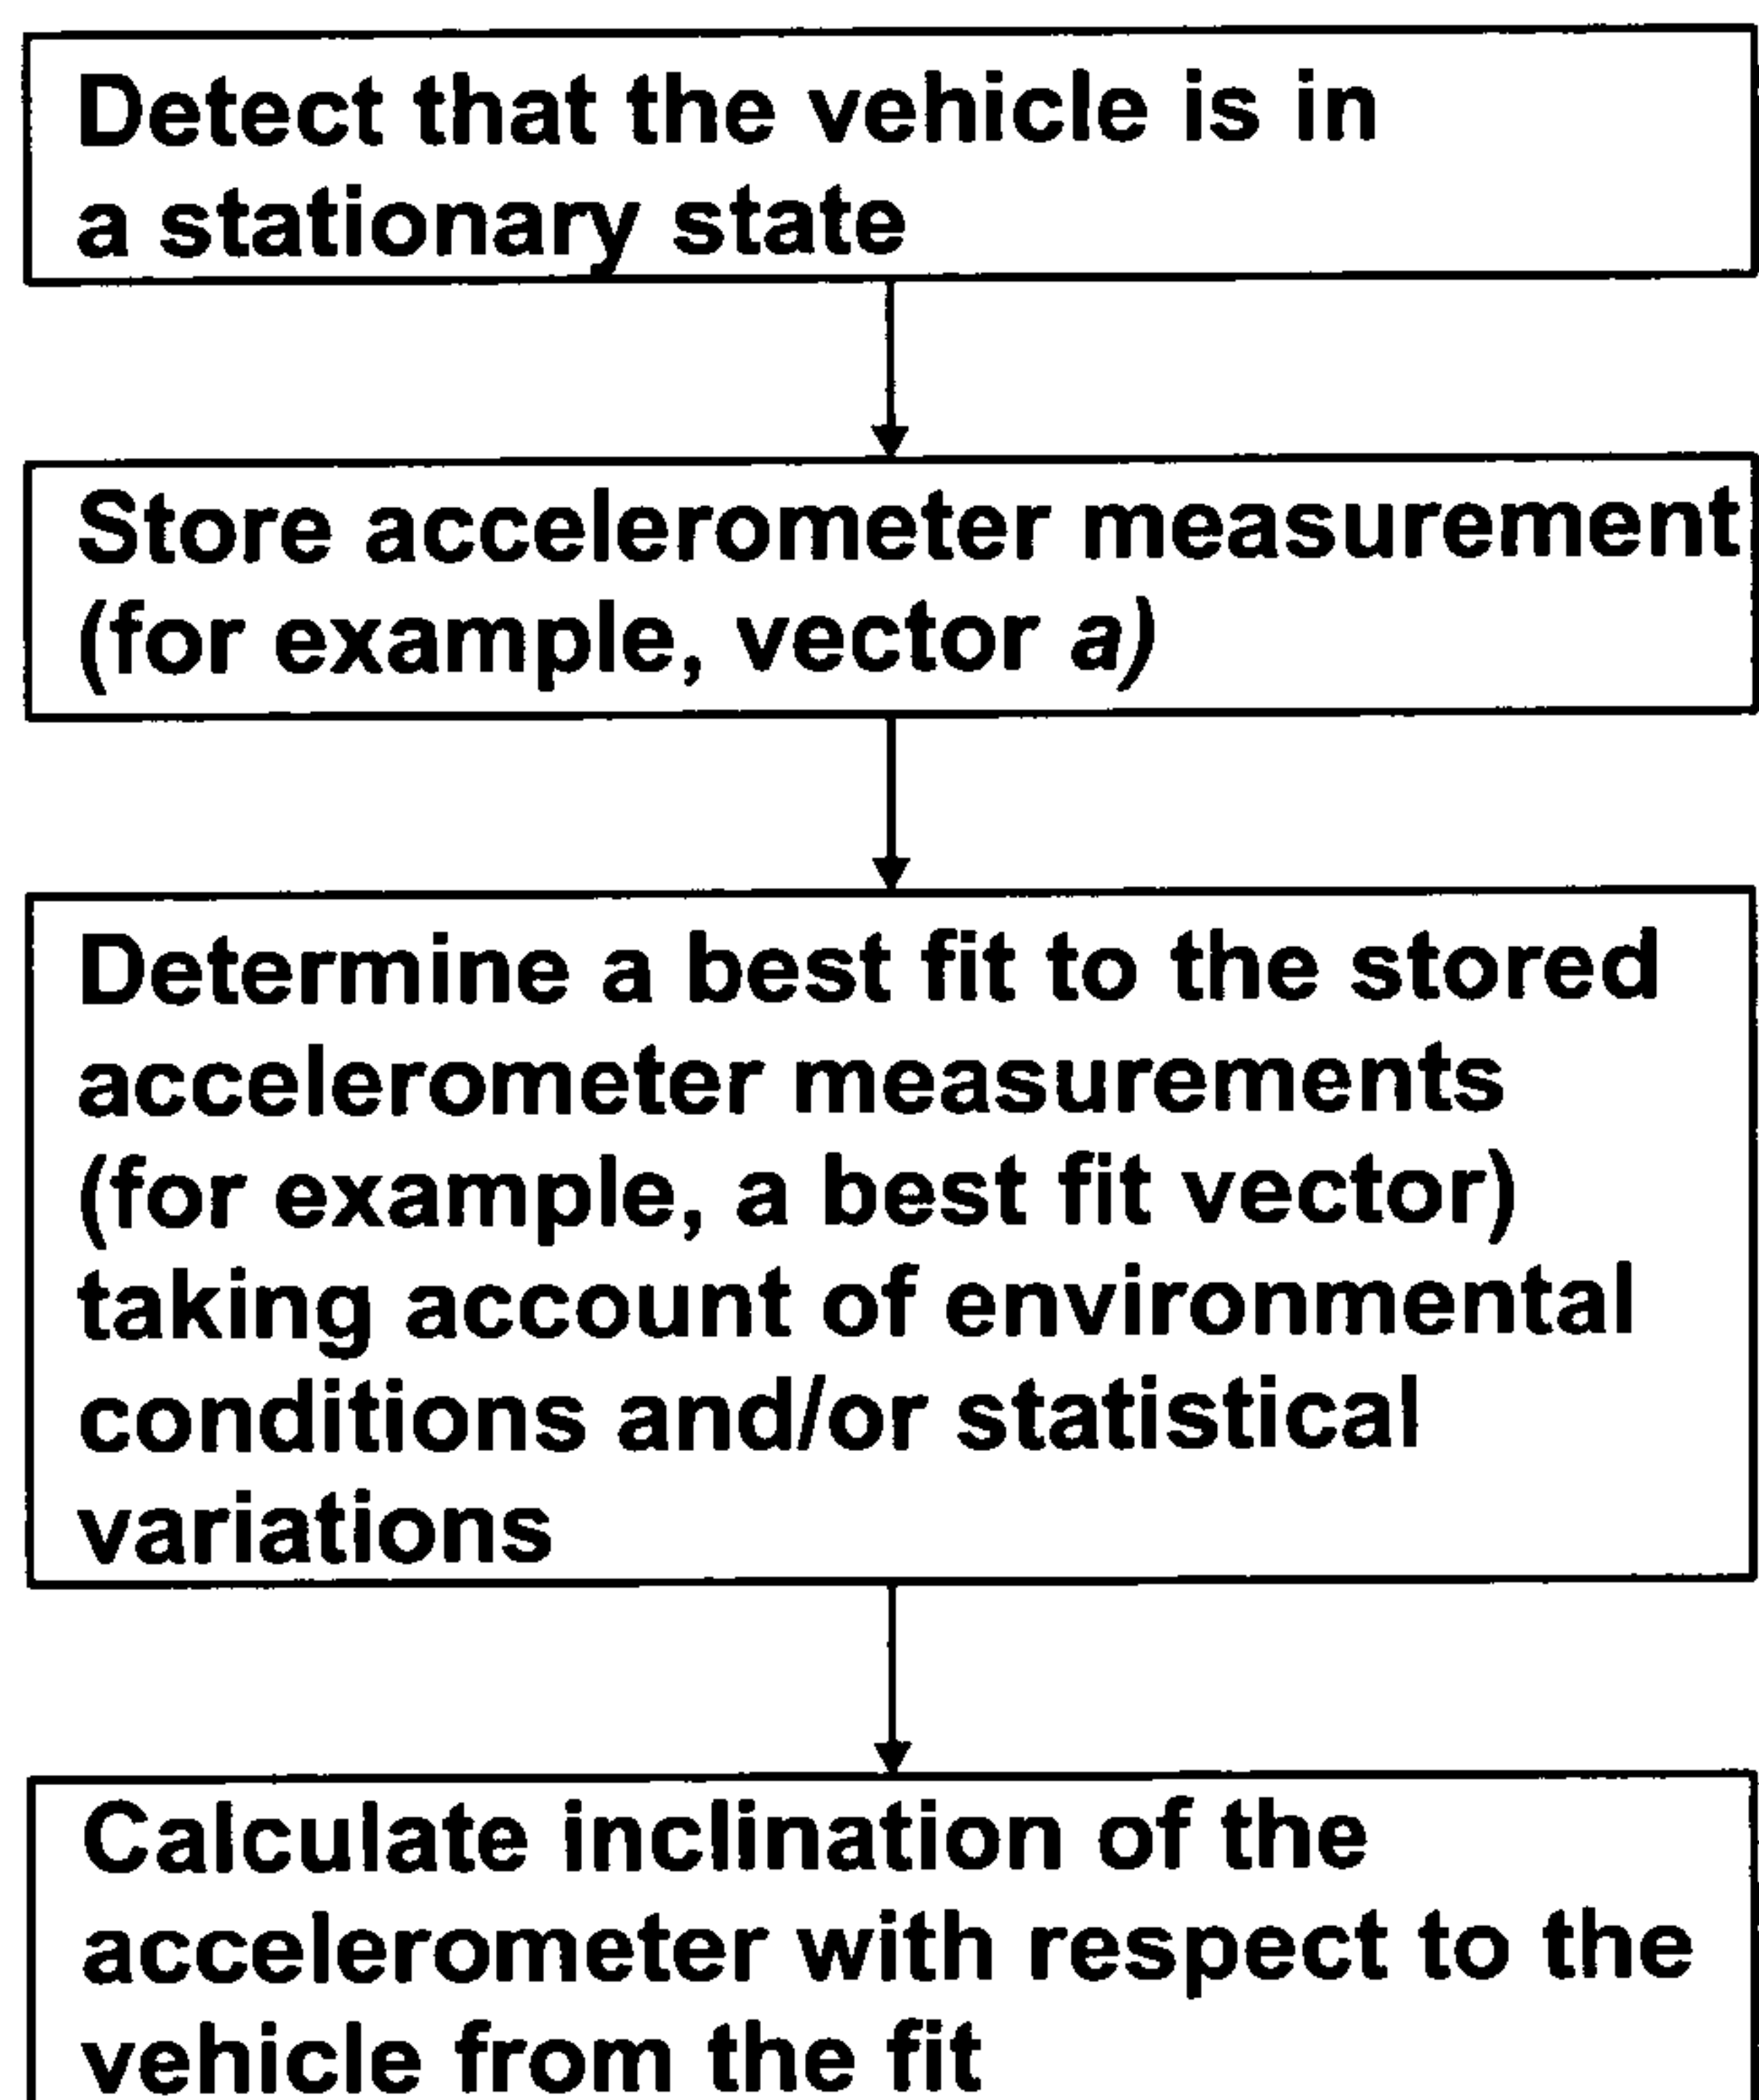 Detect that the vehicle is in
a stationary state
Store accelerometer measurement
(for example, vector a)
Determine a best fit to the stored
accelerometer measurements
(for example, a best fit vector)
taking account of environmental
conditions and/or statistical
variations
Calculate inclination of the
accelerometer with respect to the
vehicle from the fit